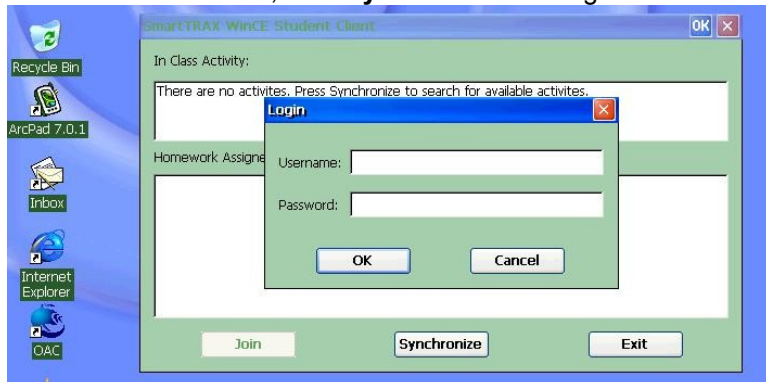 SmartTRAX WinCE Student Client
OK
Recycle Bin
In Class Activity:
There are no activites. Press Synchronize to search for available activites.
Login
ArcPad 7.0.1
Homework Assigne
Username:
Password:
Inbox
OK
Cancel
Internet
Explorer
OAC
Join
Synchronize
Exit